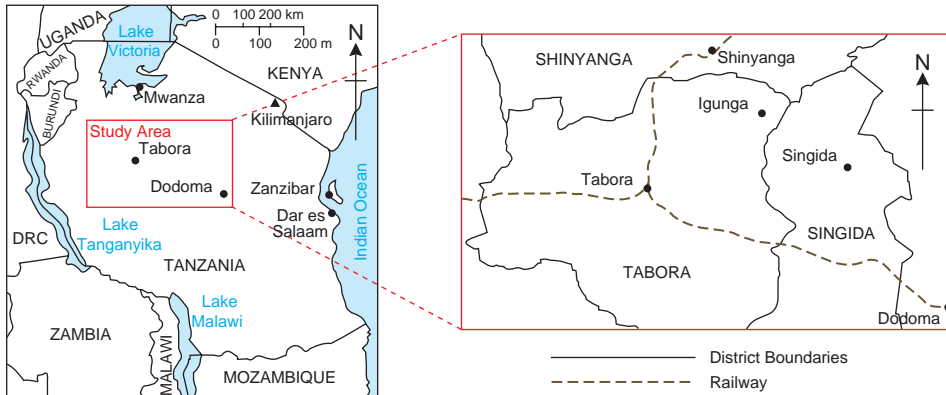 UGANDA
Lake
Victoria
0 100 200 km
0 200 m
N
RWANDA
KENYA
BURUNDI
Mwanza
Kilimanjaro
Study Area
Tabora
Dodoma
Zanzibar
Dar es
Salaam
Indian Ocean
DRC
Lake
Tanganyika
TANZANIA
Lake
Malawi
ZAMBIA
MALAWI
MOZAMBIQUE
SHINYANGA
Shinyanga
N
Igunga
Singida
Tabora
SINGIDA
TABORA
Dodoma
District Boundaries
Railway